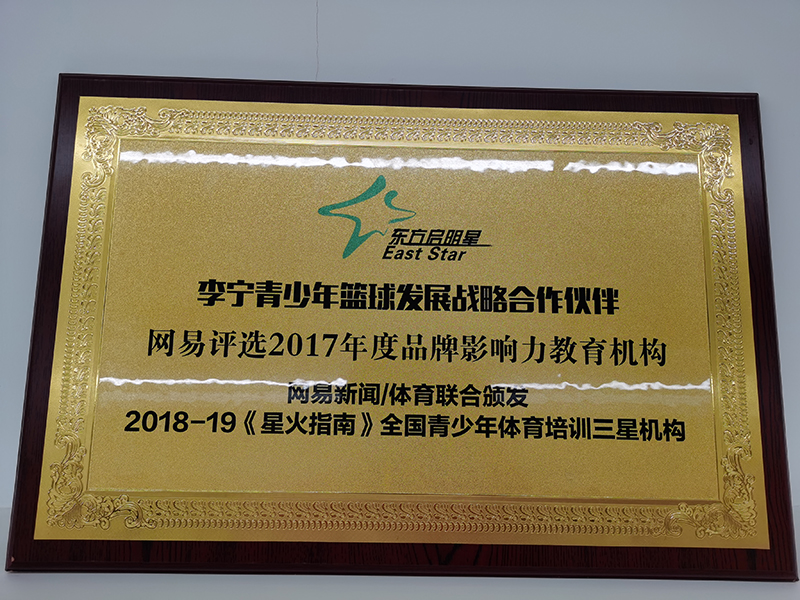 东方启明星
East Star
李宁青少年篮球发展战略合作伙伴
网易评选2017年度品牌影响力教育机构
网易新闻/体育联合颁发
2018-19《星火指南》全国青少年体育培训三星机构